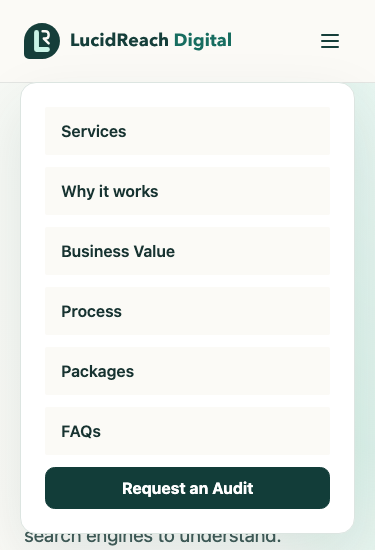 LucidReach Digital
Services
Why it works
Business Value
Process
Packages
FAQs
Request an Audit
search engines to understand.